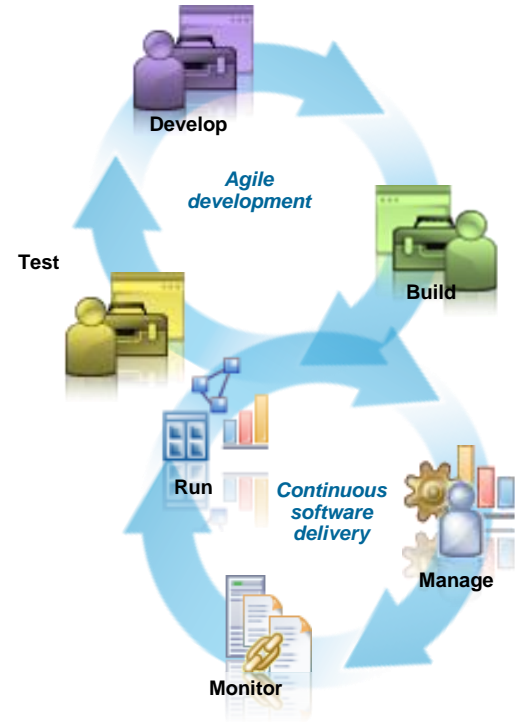 Develop
Agile
development
Test
Build
Run
Continuous
software
delivery
Manage
Monitor